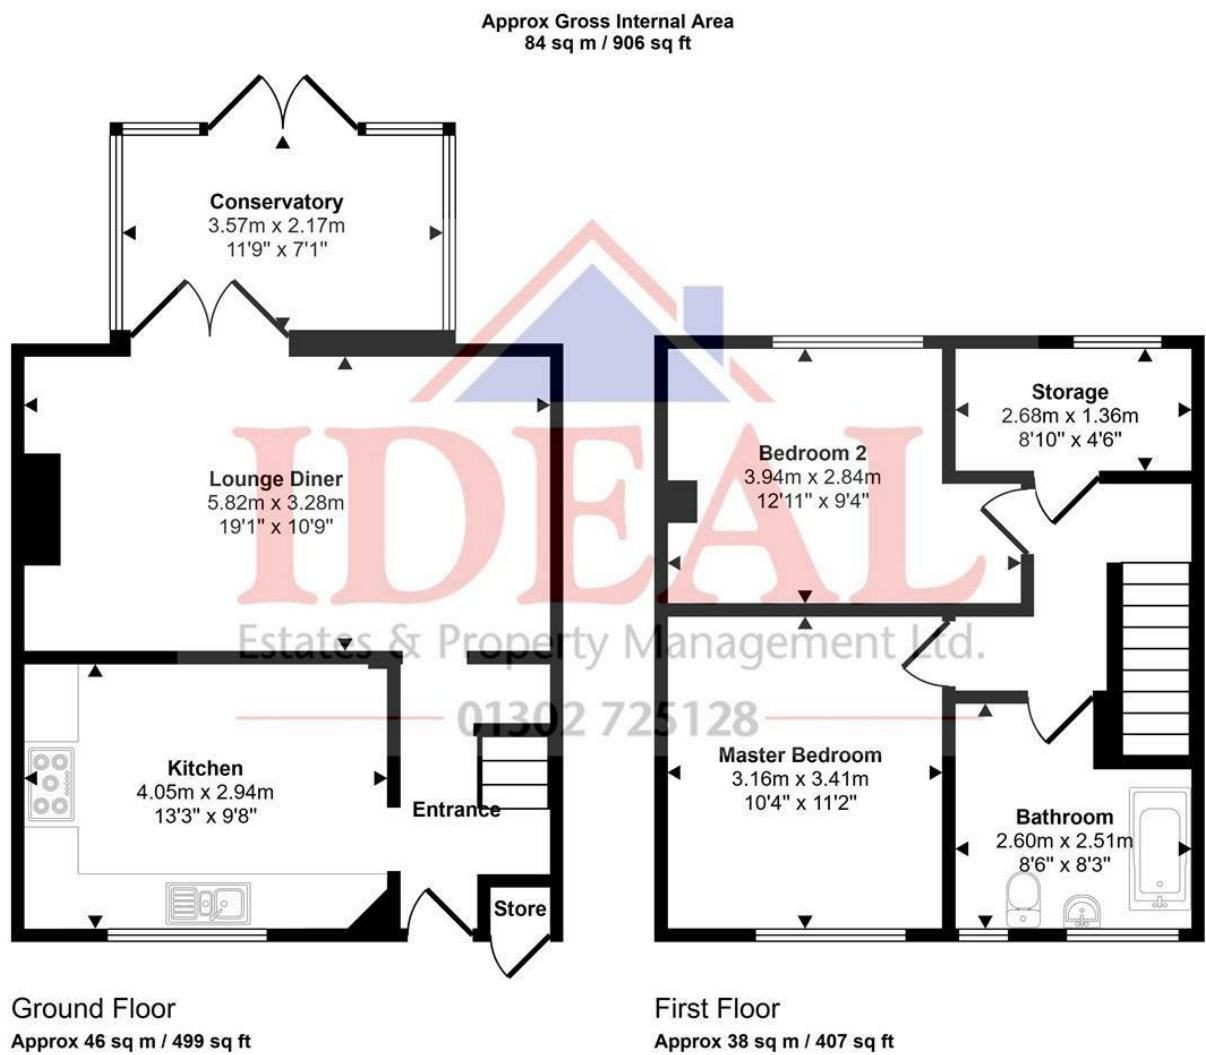 Approx Gross Internal Area
84 sq m / 906 sq ft
Conservatory
3.57m x 2.17m
11'9" x 7'1"
Lounge Diner
5.82m x 3.28m
19'1" x 10'9"
Kitchen
4.05m x 2.94m
13'3" x 9'8"
Entrance
Store
Bedroom 2
3.94m x 2.84m
12'11" x 9'4"
Storage
2.68m x 1.36m
8'10" x 4'6"
Master Bedroom
3.16m x 3.41m
10'4" x 11'2"
Bathroom
2.60m x 2.51m
8'6" x 8'3"
IDEAL
Estates & Property Management Ltd.
01302 725128
Ground Floor
Approx 46 sq m / 499 sq ft
First Floor
Approx 38 sq m / 407 sq ft